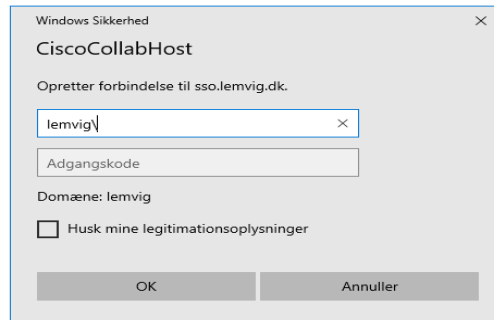 Windows Sikkerhed
CiscoCollabHost
Opretter forbindelse til sso.lemvig.dk.
lemvig\
Adgangskode
Domæne: lemvig
Husk mine legitimationsoplysninger
OK
Annuller